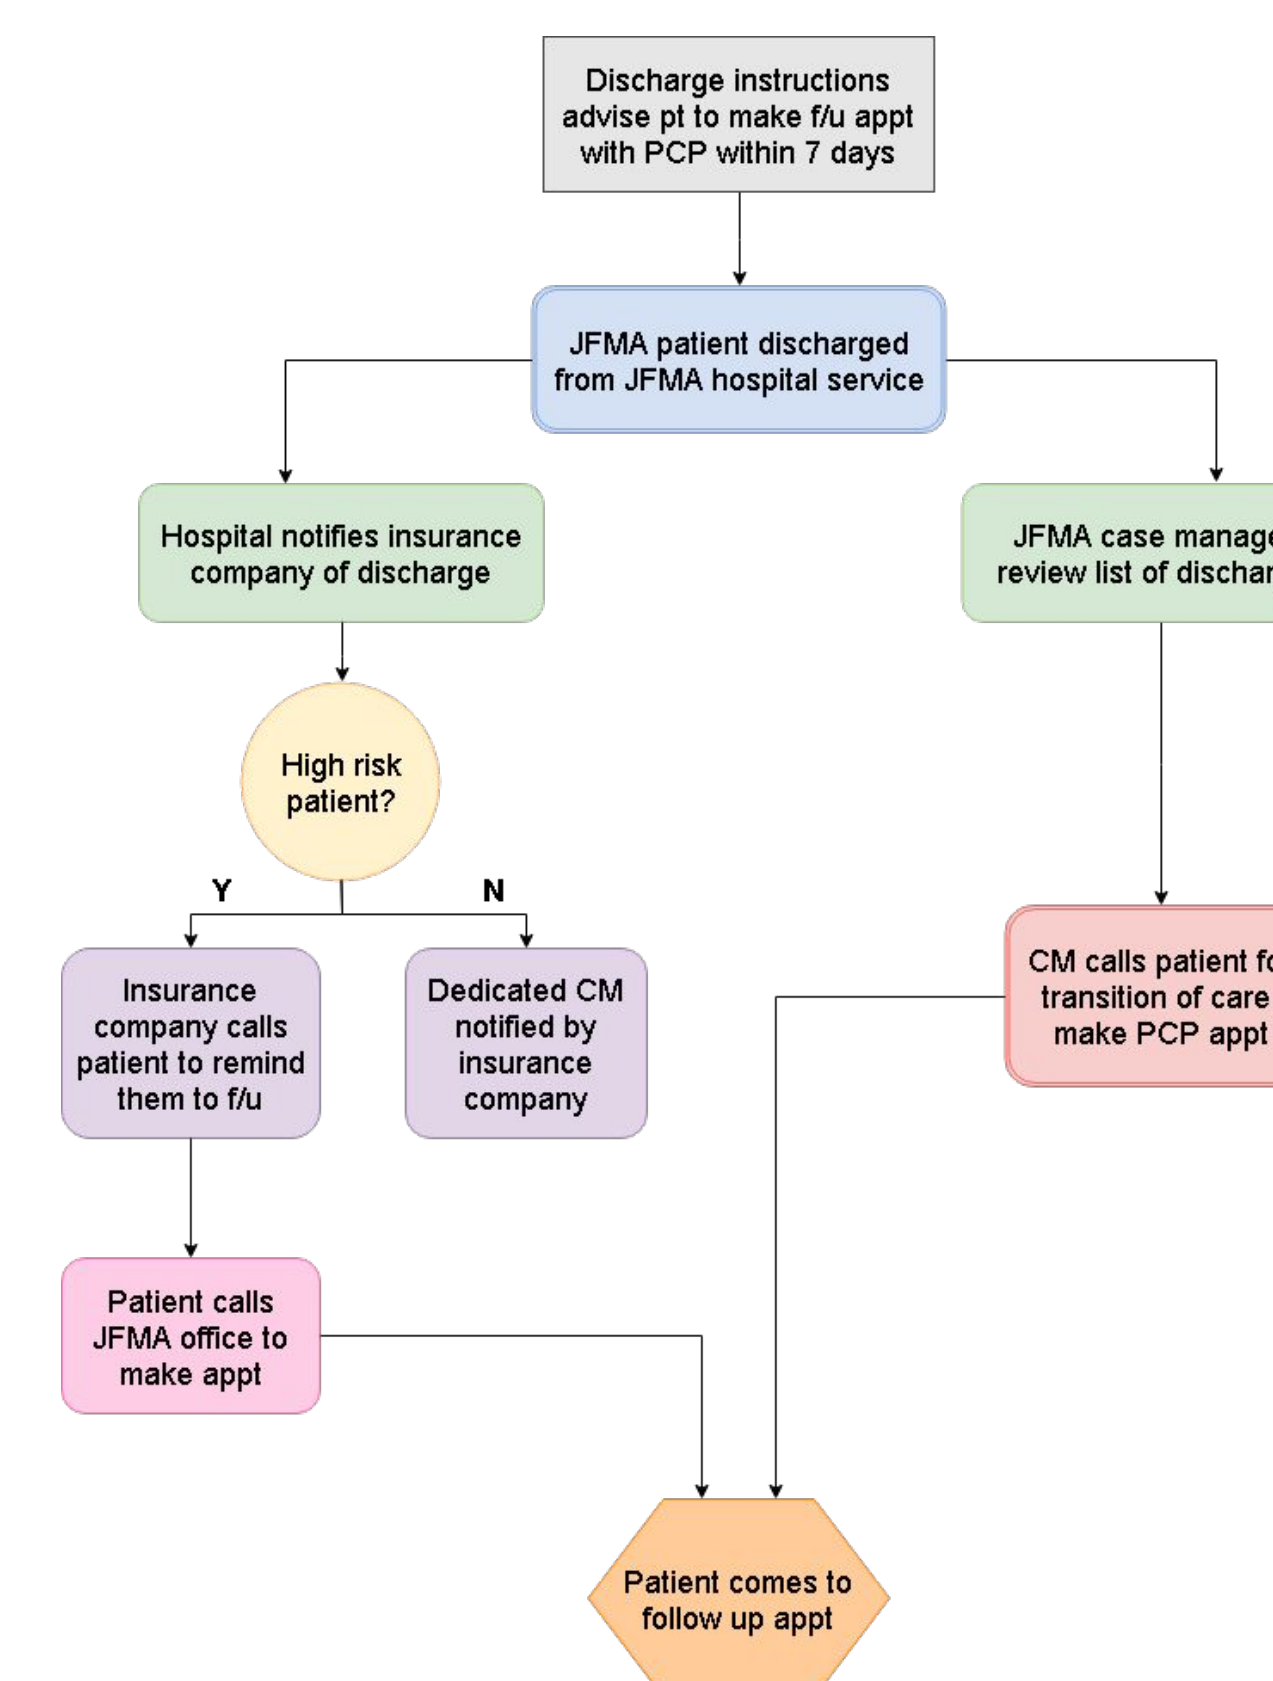 Discharge instructions
advise pt to make f/u appt
with PCP within 7 days
JFMA patient discharged
from JFMA hospital service
Hospital notifies insurance
company of discharge
JFMA case
review list of
High risk
patient?
Y
N
Insurance
company calls
patient to remind
them to f/u
Dedicated CM
notified by
insurance
company
CM calls patient
transition of care
make PCP appt
Patient calls
JFMA office to
make appt
Patient comes to
follow up appt